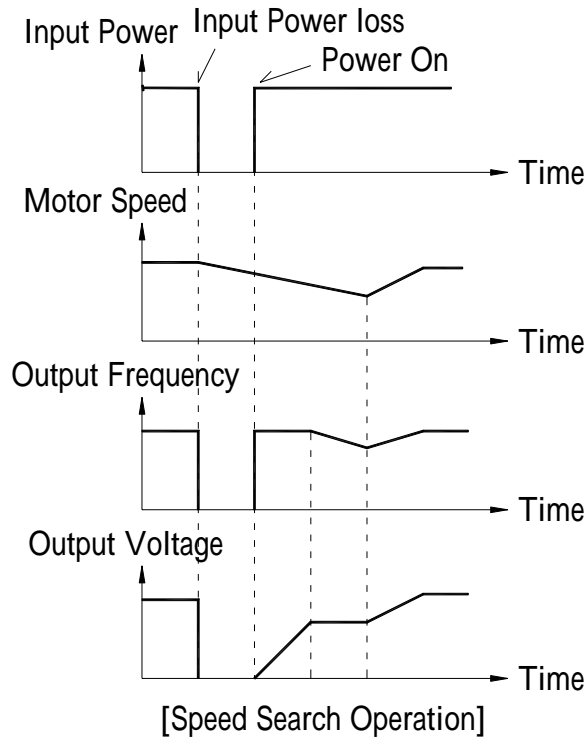 Input Power
Input Power loss
Power On
Time
Motor Speed
Time
Output Frequency
Time
Output Voltage
Time
[Speed Search Operation]